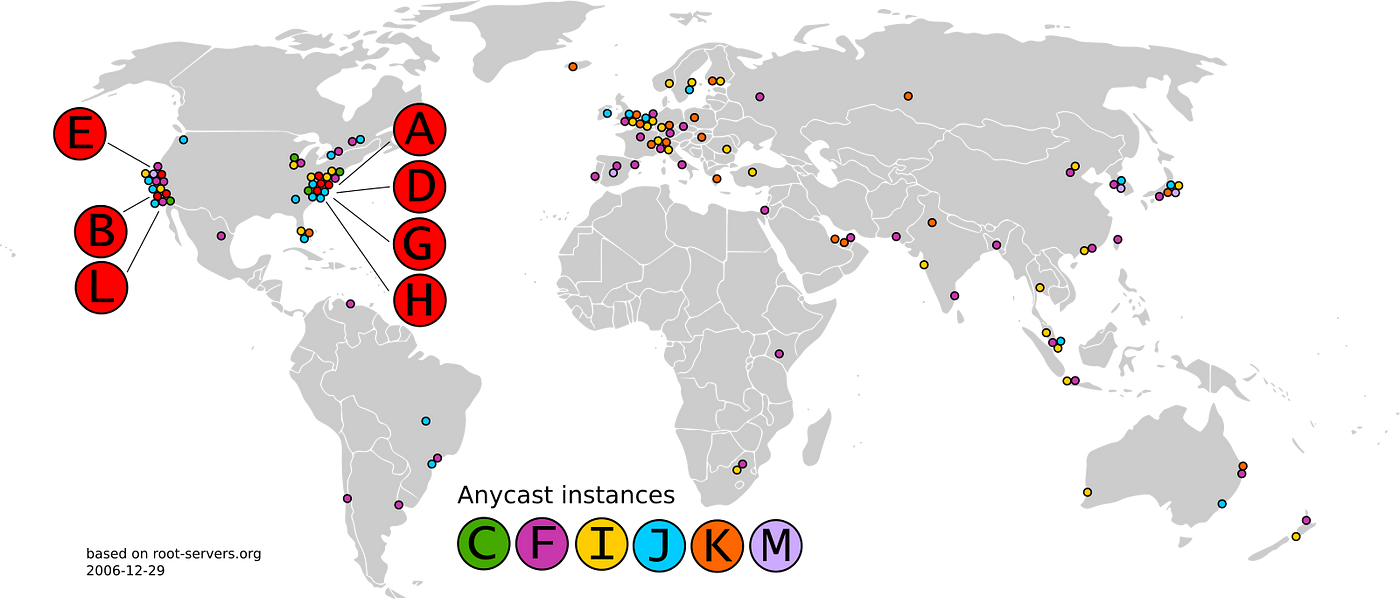 E
B
L
A
D
G
H
Anycast instances
C F I J K M
based on root-servers.org
2006-12-29